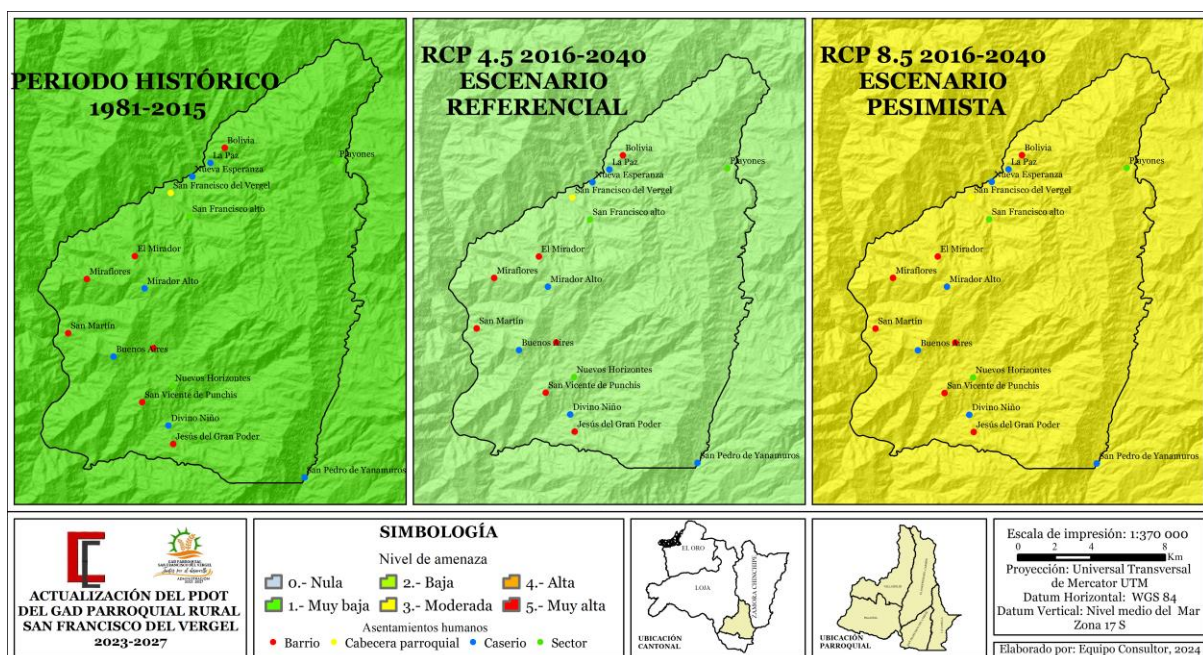 PERIODO HISTÓRICO
1981-2015
Bolivia
La Paz
Playones
Nueva Esperanza
San Francisco del Vergel
San Francisco alto
El Mirador
Miraflores
Mirador Alto
San Martín
Buenos Aires
Nuevos Horizontes
San Vicente de Punchis
Divino Niño
Jesús del Gran Poder
San Pedro de Yanamuros
RCP 4.5 2016-2040
ESCENARIO
REFERENCIAL
Bolivia
La Paz
Playones
Nueva Esperanza
San Francisco del Vergel
San Francisco alto
El Mirador
Miraflores
Mirador Alto
San Martín
Buenos Aires
Nuevos Horizontes
San Vicente de Punchis
Divino Niño
Jesús del Gran Poder
San Pedro de Yanamuros
RCP 8.5 2016-2040
ESCENARIO
PESIMISTA
Bolivia
La Paz
Playones
Nueva Esperanza
San Francisco del Vergel
San Francisco alto
El Mirador
Miraflores
Mirador Alto
San Martín
Buenos Aires
Nuevos Horizontes
San Vicente de Punchis
Divino Niño
Jesús del Gran Poder
San Pedro de Yanamuros
GAD PARROQUIAL
SAN FRANCISCO DEL VERGEL
ACTUALIZACIÓN DEL PDOT
DEL GAD PARROQUIAL RURAL
SAN FRANCISCO DEL VERGEL
2023-2027
SIMBOLOGÍA
Nivel de amenaza
0.- Nula
2.- Baja
4.- Alta
1.- Muy baja
3.- Moderada
5.- Muy alta
Asentamientos humanos
Barrio
Cabecera parroquial
Caserio
Sector
EL ORO
LOJA
ZAMORA CHINCHIPE
UBICACIÓN
CANTONAL
UBICACIÓN
PARROQUIAL
Escala de impresión: 1:370 000
0 2 4 8
Km
Proyección: Universal Transversal
de Mercator UTM
Datum Horizontal: WGS 84
Datum Vertical: Nivel medio del Mar
Zona 17 S
Elaborado por: Equipo Consultor, 2024